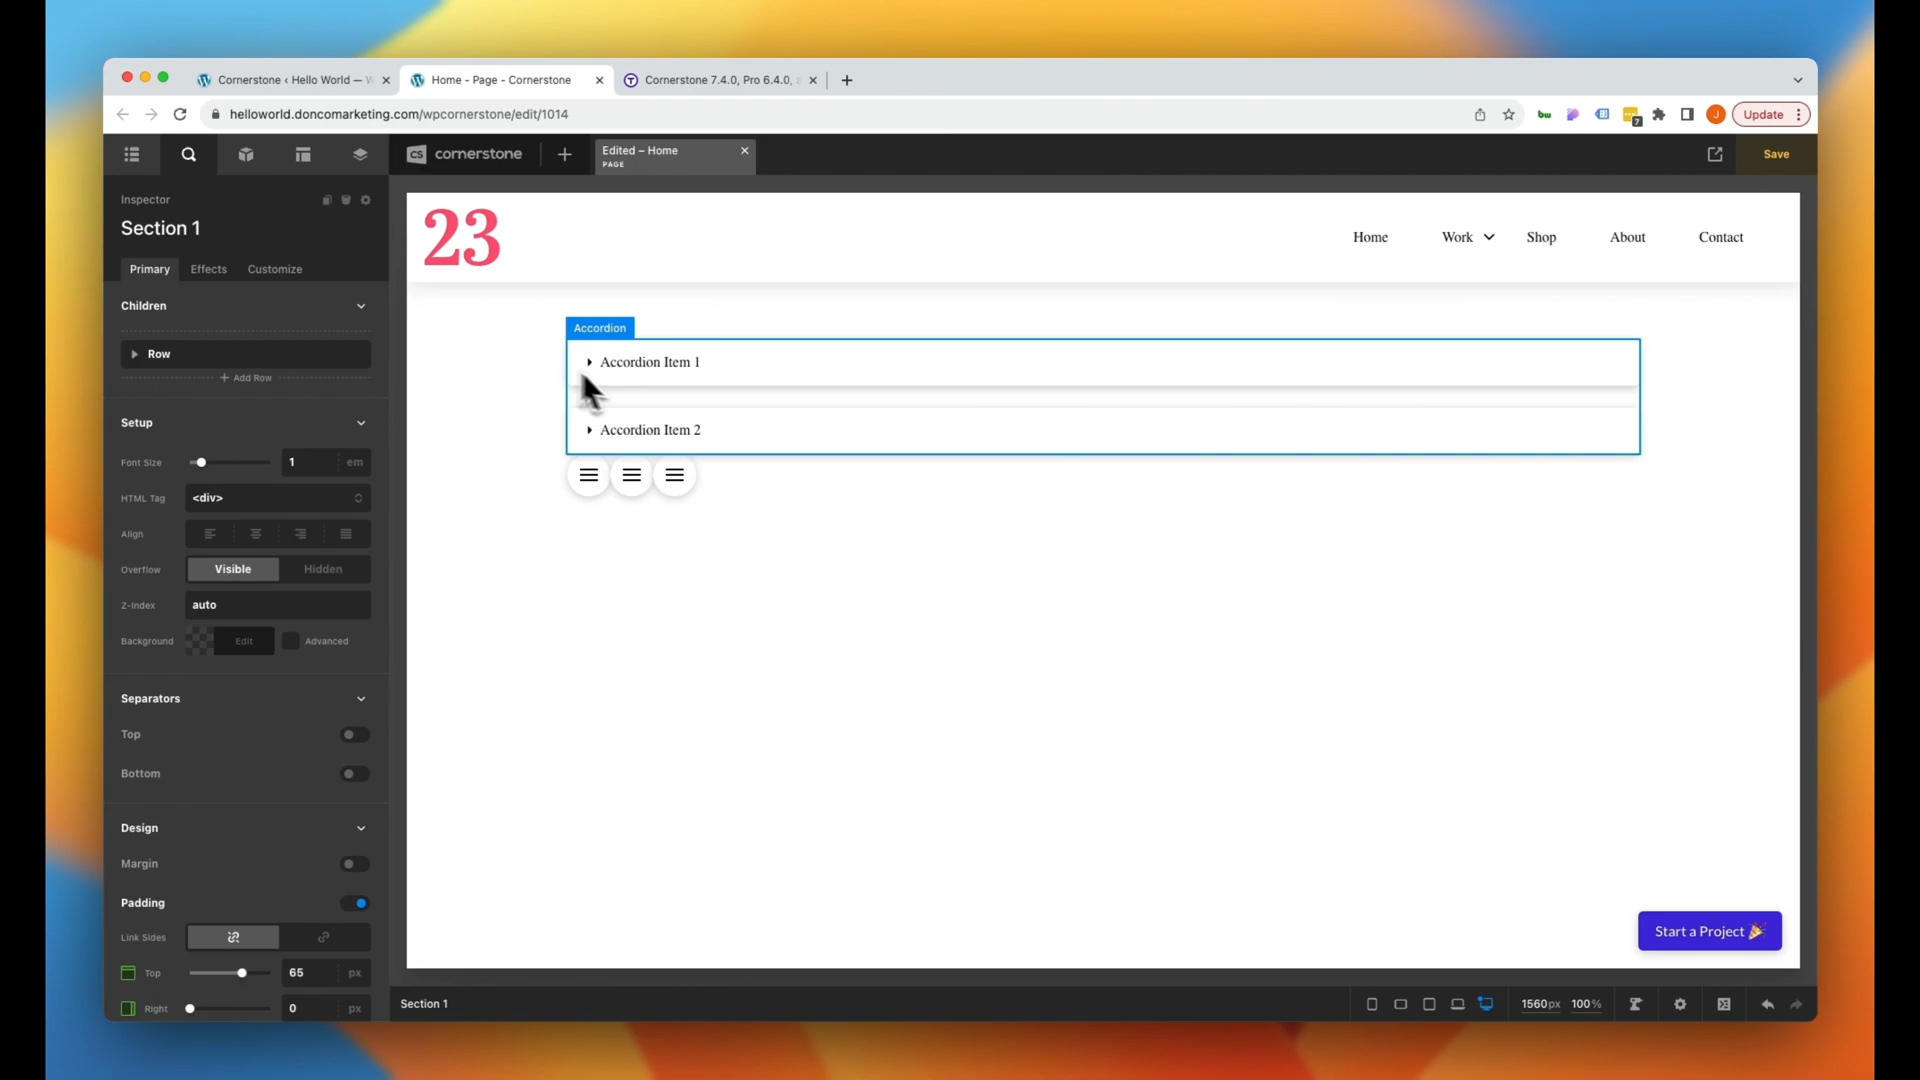 Cornerstone ‹ Hello World —
Home - Page - Cornerstone
Cornerstone 7.4.0, Pro 6.4.0,
helloworld.doncomarketing.com/wpcornerstone/edit/1014
bw
7
J
Update
cs cornerstone
Edited – Home
PAGE
Save
Inspector
Section 1
Primary
Effects
Customize
Children
Row
+ Add Row
Setup
Font Size
1
em
HTML Tag
<div>
Align
Overflow
Visible
Hidden
Z-Index
auto
Background
Edit
Advanced
Separators
Top
Bottom
Design
Margin
Padding
Link Sides
Top
65
px
Right
0
px
23
Home
Work
Shop
About
Contact
Accordion
Accordion Item 1
Accordion Item 2
Start a Project 🎉
Section 1
1560px
100%